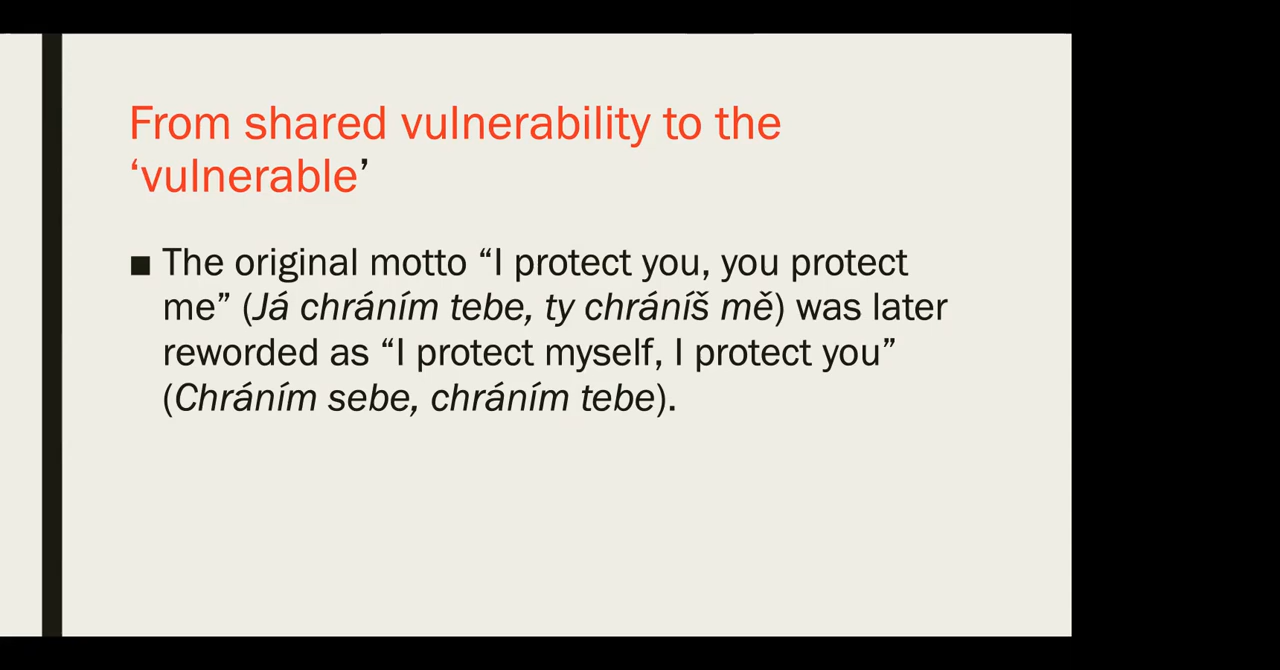 From shared vulnerability to the
‘vulnerable’
■ The original motto “I protect you, you protect
me” (Já chráním tebe, ty chráníš mě) was later
reworded as “I protect myself, I protect you”
(Chráním sebe, chráním tebe).